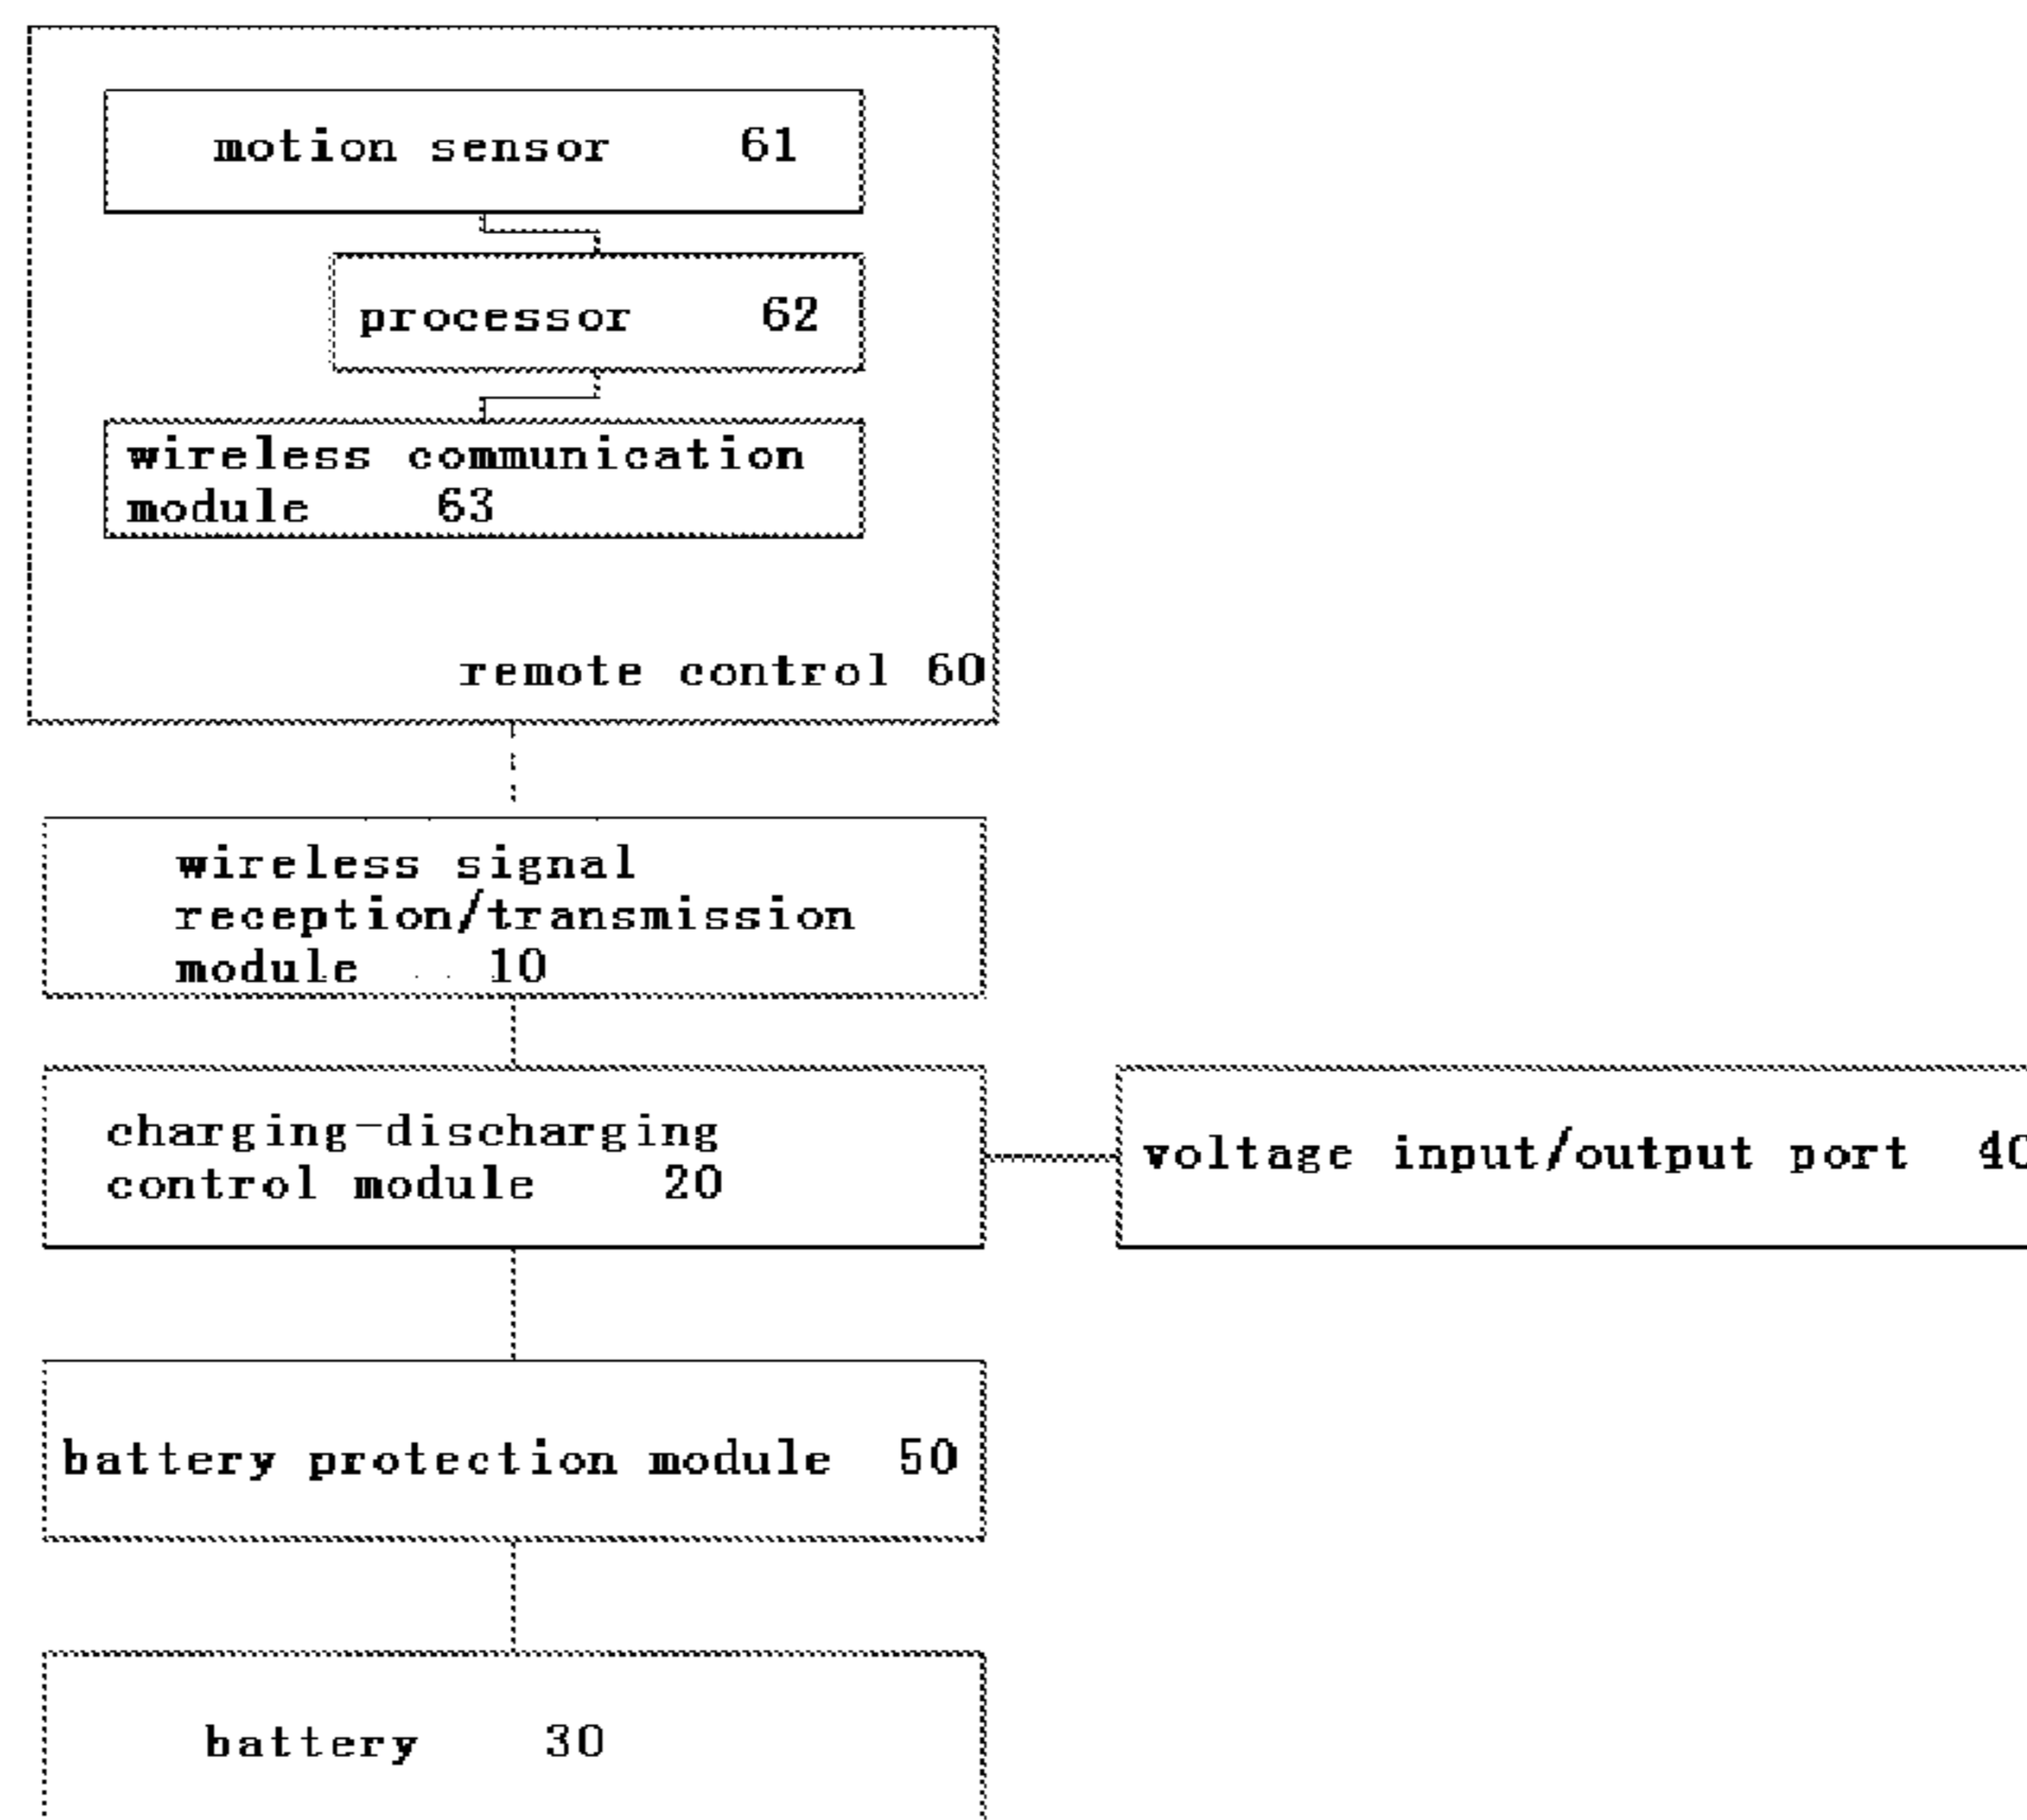 motion sensor 61
processor 62
wireless communication
module 63
remote control 60
wireless signal
reception/transmission
module 10
charging-discharging
control module 20
voltage input/output port 40
battery protection module 50
battery 30